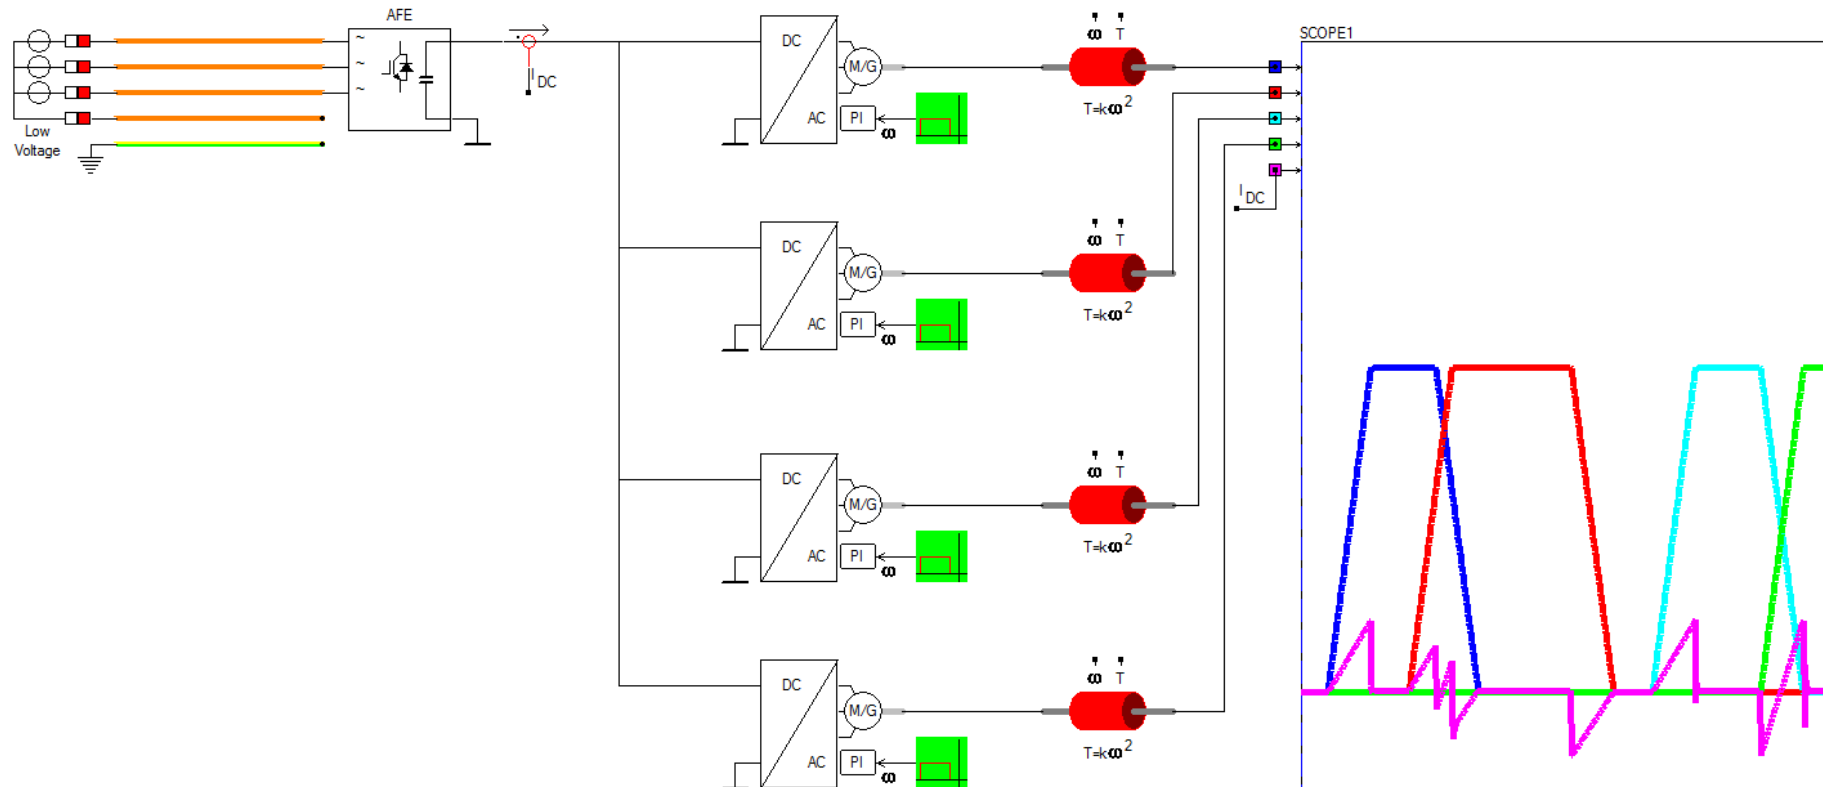 AFE
SCOPE1
~
~
~
Low
Voltage
I DC
DC
AC
M/G
PI
ω
ω T
T=kω2
I DC
DC
AC
M/G
PI
ω
ω T
T=kω2
DC
AC
M/G
PI
ω
ω T
T=kω2
DC
AC
M/G
PI
ω
ω T
T=kω2